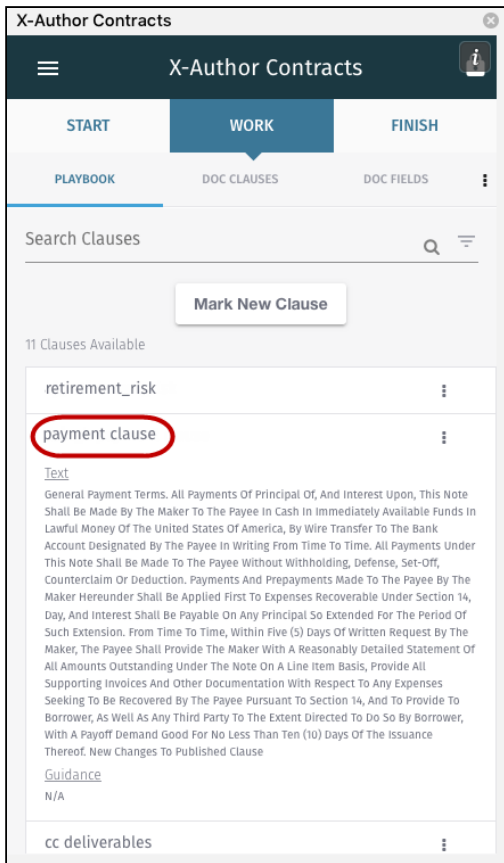 X-Author Contracts
X-Author Contracts
i
START WORK FINISH
PLAYBOOK DOC CLAUSES DOC FIELDS
Search Clauses
Mark New Clause
11 Clauses Available
retirement_risk
payment clause
Text
General Payment Terms. All Payments Of Principal Of, And Interest Upon, This Note
Shall Be Made By The Maker To The Payee In Cash In Immediately Available Funds In
Lawful Money Of The United States Of America, By Wire Transfer To The Bank
Account Designated By The Payee In Writing From Time To Time. All Payments Under
This Note Shall Be Made To The Payee Without Withholding, Defense, Set-Off,
Counterclaim Or Deduction. Payments And Prepayments Made To The Payee By The
Maker Hereunder Shall Be Applied First To Expenses Recoverable Under Section 14,
Day, And Interest Shall Be Payable On Any Principal So Extended For The Period Of
Such Extension. From Time To Time, Within Five (5) Days Of Written Request By The
Maker, The Payee Shall Provide The Maker With A Reasonably Detailed Statement Of
All Amounts Outstanding Under The Note On A Line Item Basis, Provide All
Supporting Invoices And Other Documentation With Respect To Any Expenses
Seeking To Be Recovered By The Payee Pursuant To Section 14, And To Provide To
Borrower, As Well As Any Third Party To The Extent Directed To Do So By Borrower,
With A Payoff Demand Good For No Less Than Ten (10) Days Of The Issuance
Thereof. New Changes To Published Clause
Guidance
N/A
cc deliverables